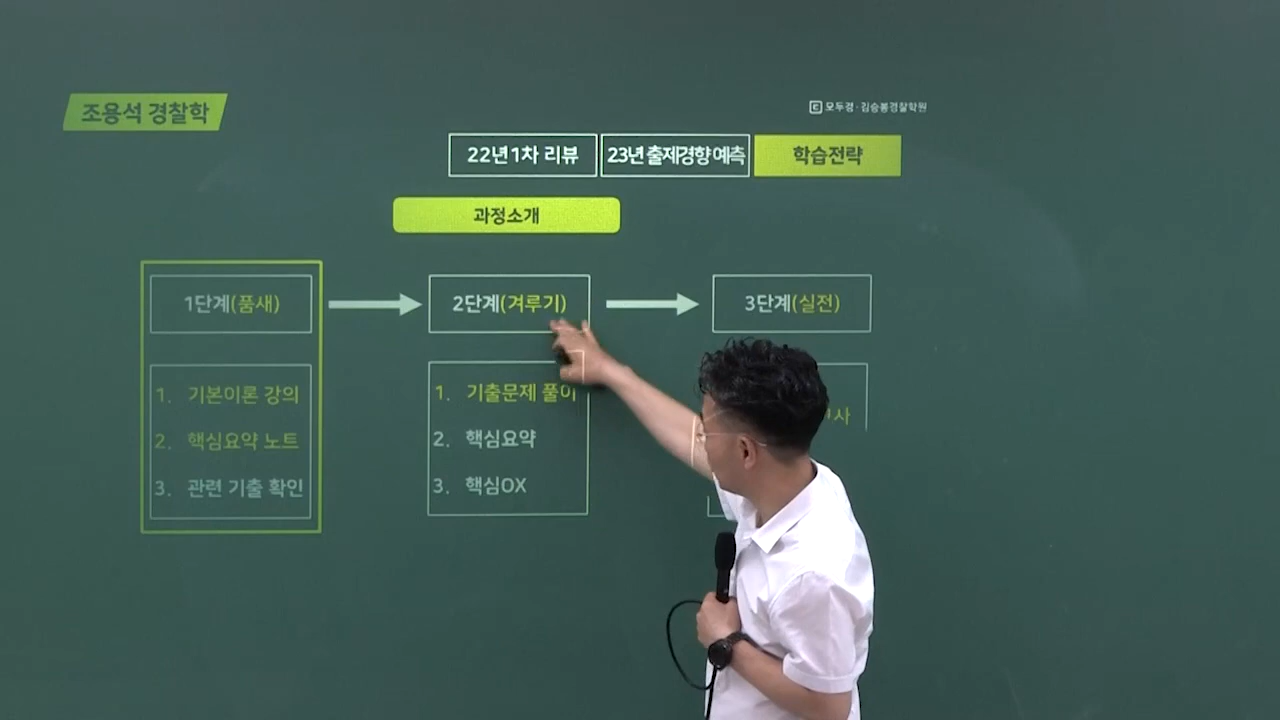 조용석 경찰학
모두경·김승봉경찰학원
22년 1차 리뷰
23년 출제경향 예측
학습전략
과정소개
1단계(품새)
2단계(겨루기)
3단계(실전)
1. 기본이론 강의
2. 핵심요약 노트
3. 관련 기출 확인
1. 기출문제 풀이
2. 핵심요약
3. 핵심OX